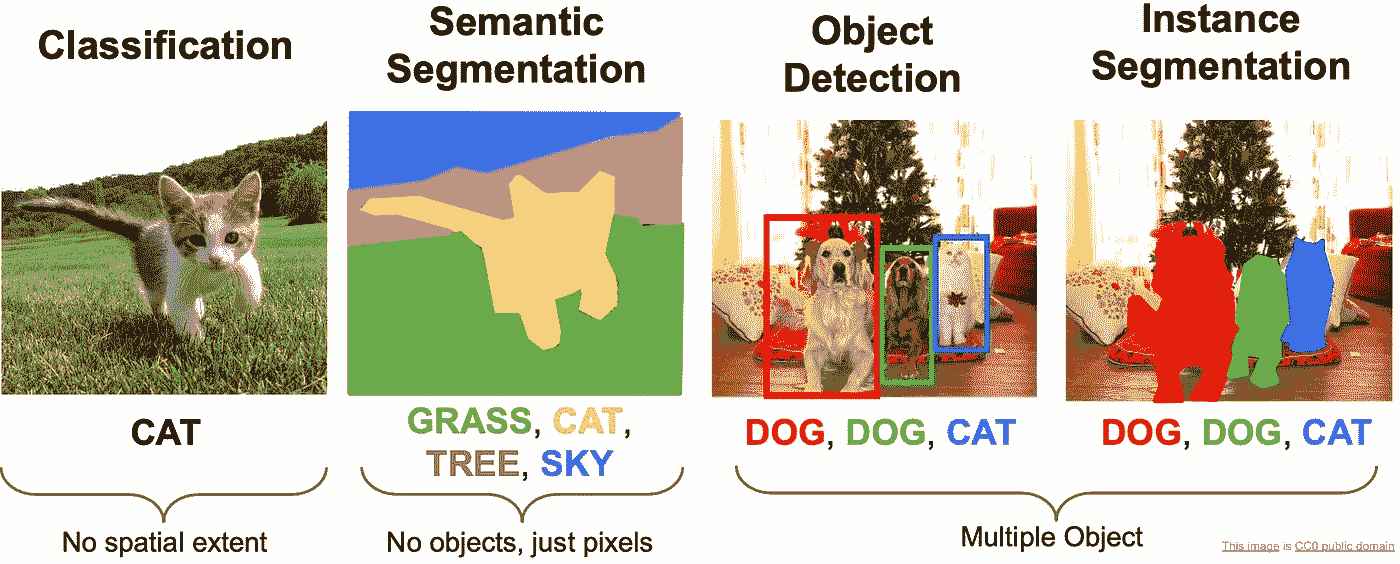 Classification
Semantic
Segmentation
Object
Detection
Instance
Segmentation
CAT
GRASS, CAT,
TREE, SKY
DOG, DOG, CAT
DOG, DOG, CAT
No spatial extent
No objects, just pixels
Multiple Object
This image is CC0 public domain